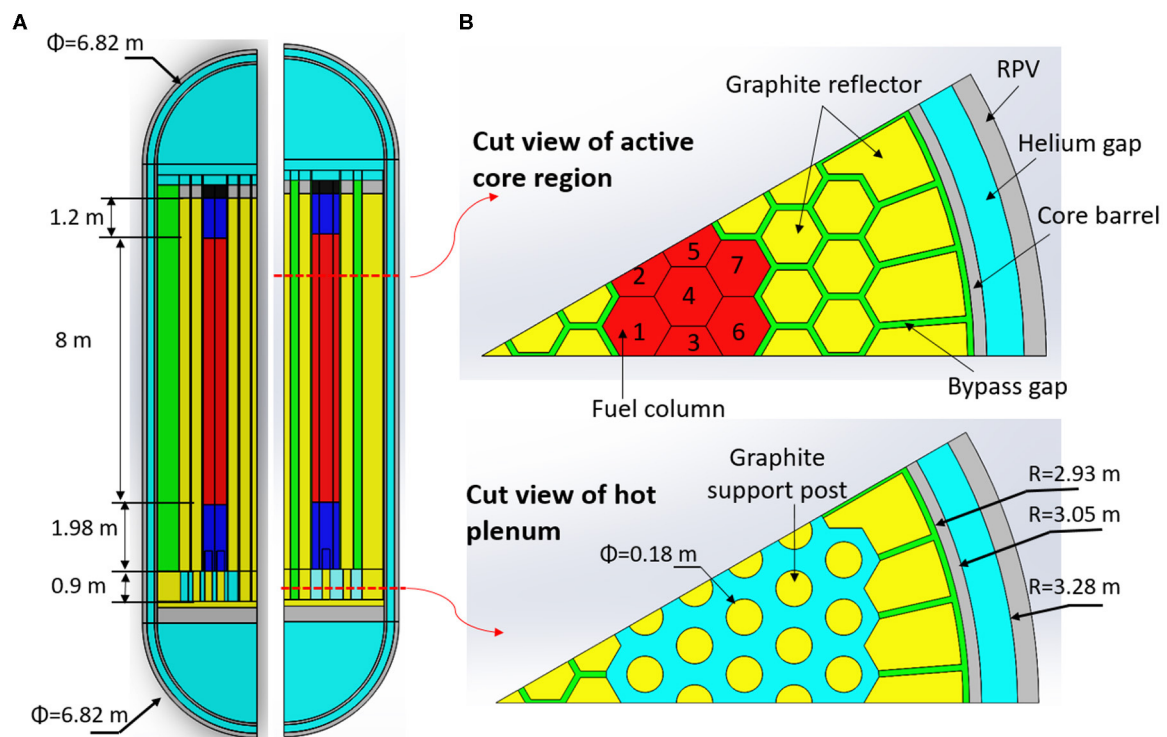 A
Φ=6.82 m
1.2 m
8 m
1.98 m
0.9 m
Φ=6.82 m
B
Cut view of active
core region
Graphite reflector
RPV
Helium gap
Core barrel
Bypass gap
Fuel column
5
2
7
4
1
3
6
Cut view of hot
plenum
Graphite
support post
Φ=0.18 m
R=2.93 m
R=3.05 m
R=3.28 m